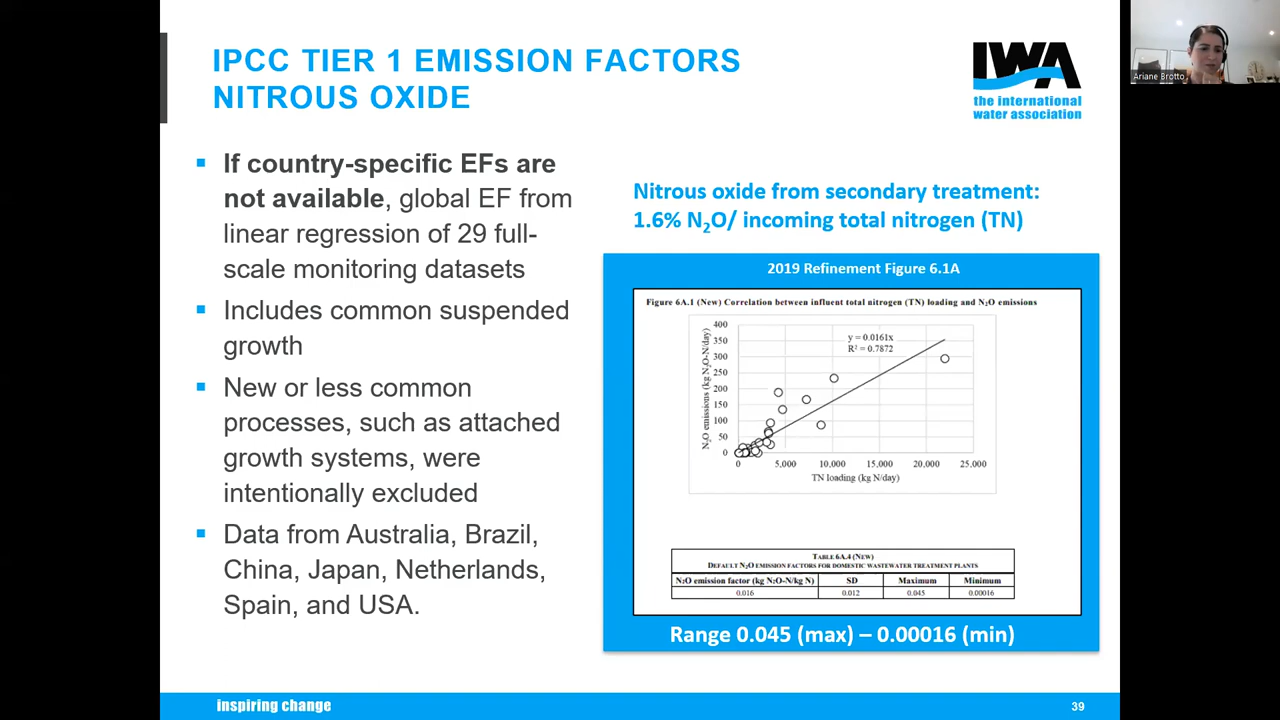 IPCC TIER 1 EMISSION FACTORS
NITROUS OXIDE
IWA
the international
water association
Ariane Brotto
If country-specific EFs are
not available, global EF from
linear regression of 29 full-
scale monitoring datasets
Includes common suspended
growth
New or less common
processes, such as attached
growth systems, were
intentionally excluded
Data from Australia, Brazil,
China, Japan, Netherlands,
Spain, and USA.
Nitrous oxide from secondary treatment:
1.6% N₂O/ incoming total nitrogen (TN)
2019 Refinement Figure 6.1A
Figure 6A.1 (New) Correlation between influent total nitrogen (TN) loading and N₂O emissions
N₂O emissions (kg N₂O-N/day)
400
350
300
250
200
150
100
50
0
y = 0.0161x
R² = 0.7872
0 5,000 10,000 15,000 20,000 25,000
TN loading (kg N/day)
TABLE 6A.4 (NEW)
DEFAULT N₂O EMISSION FACTORS FOR DOMESTIC WASTEWATER TREATMENT PLANTS
N₂O emission factor (kg N₂O-N/kg N) SD Maximum Minimum
0.016 0.012 0.045 0.00016
Range 0.045 (max) – 0.00016 (min)
inspiring change
39